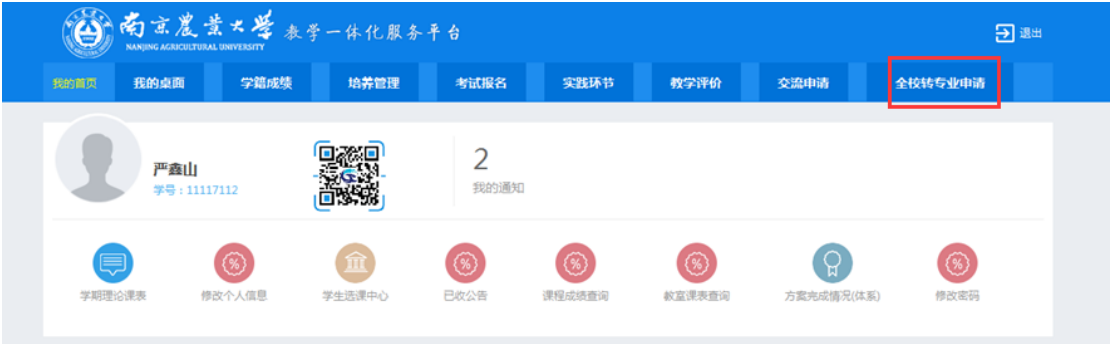 南京農業大學 教学一体化服务平台
NANJING AGRICULTURAL UNIVERSITY
退出
我的首页 我的桌面 学籍成绩 培养管理 考试报名 实践环节 教学评价 交流申请 全校转专业申请
严鑫山
学号：11117112
2
我的通知
学期理论课表 修改个人信息 学生选课中心 已收公告 课程成绩查询 教室课表查询 方案完成情况(体系) 修改密码